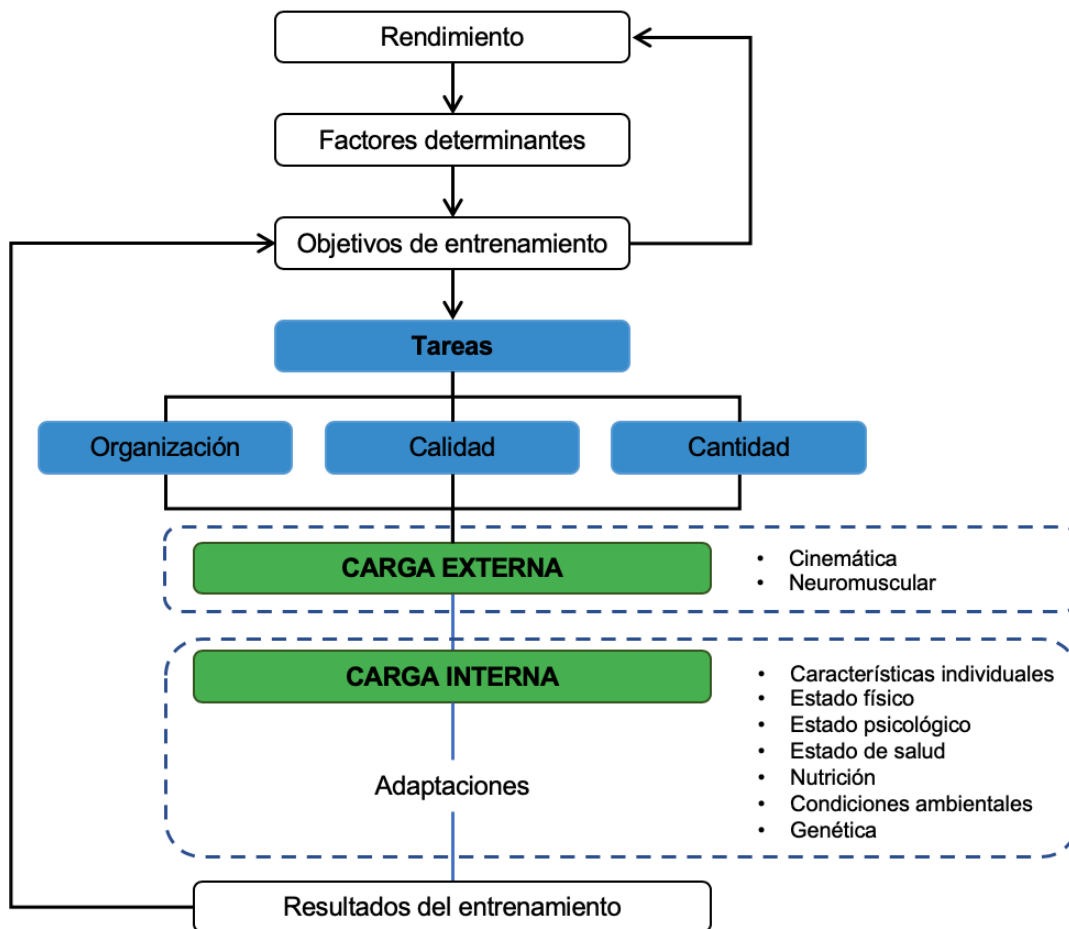 Rendimiento
Factores determinantes
Objetivos de entrenamiento
Tareas
Organización
Calidad
Cantidad
CARGA EXTERNA
• Cinemática
• Neuromuscular
CARGA INTERNA
• Características individuales
• Estado físico
• Estado psicológico
• Estado de salud
• Nutrición
• Condiciones ambientales
• Genética
Adaptaciones
Resultados del entrenamiento